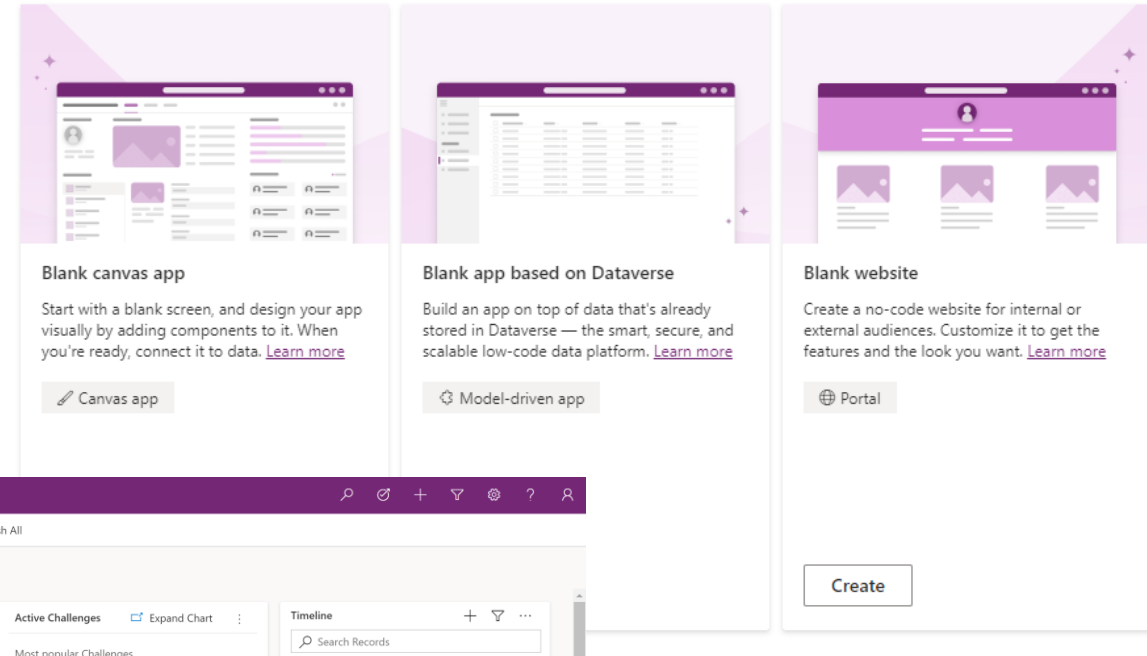 Blank canvas app
Start with a blank screen, and design your app
visually by adding components to it. When
you're ready, connect it to data. Learn more
Canvas app
Blank app based on Dataverse
Build an app on top of data that's already
stored in Dataverse — the smart, secure, and
scalable low-code data platform. Learn more
Model-driven app
Blank website
Create a no-code website for internal or
external audiences. Customize it to get the
features and the look you want. Learn more
Portal
Create
All
Active Challenges
Expand Chart
Most popular Challenges
Timeline
Search Records